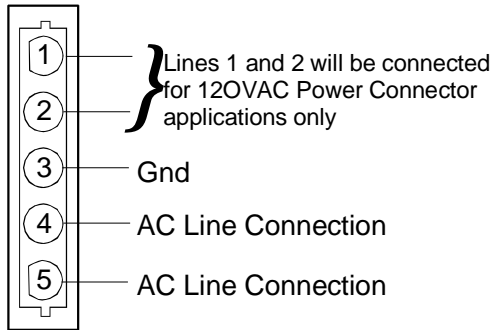 1
Lines 1 and 2 will be connected
for 12OVAC Power Connector
2
applications only
3 Gnd
4 AC Line Connection
5 AC Line Connection